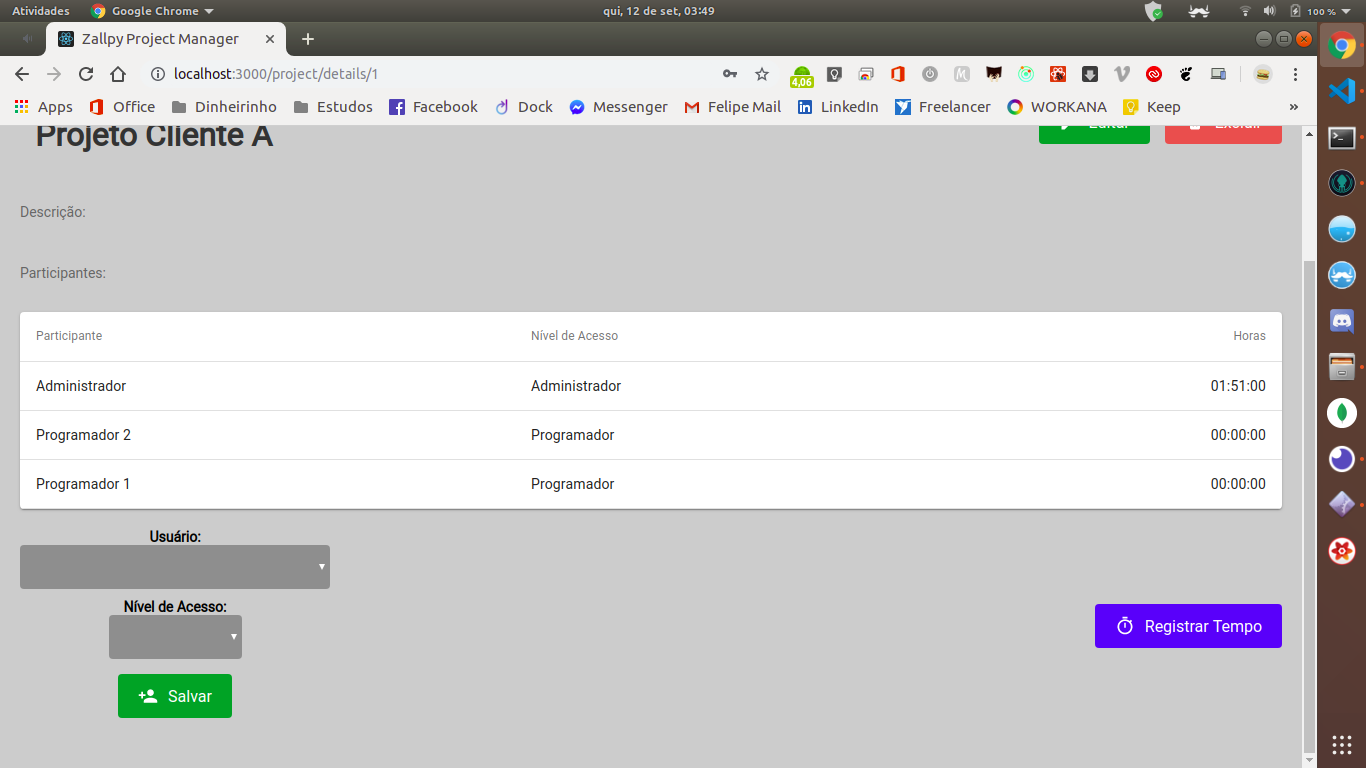 Atividades Google Chrome qui, 12 de set, 03:49 100 %
Zallpy Project Manager
localhost:3000/project/details/1 4,06
Apps Office Dinheirinho Estudos Facebook Dock Messenger Felipe Mail LinkedIn Freelancer WORKANA Keep »
Projeto Cliente A Editar Excluir
Descrição:
Participantes:
Participante Nível de Acesso Horas
Administrador Administrador 01:51:00
Programador 2 Programador 00:00:00
Programador 1 Programador 00:00:00
Usuário:
Nível de Acesso:
Registrar Tempo
Salvar